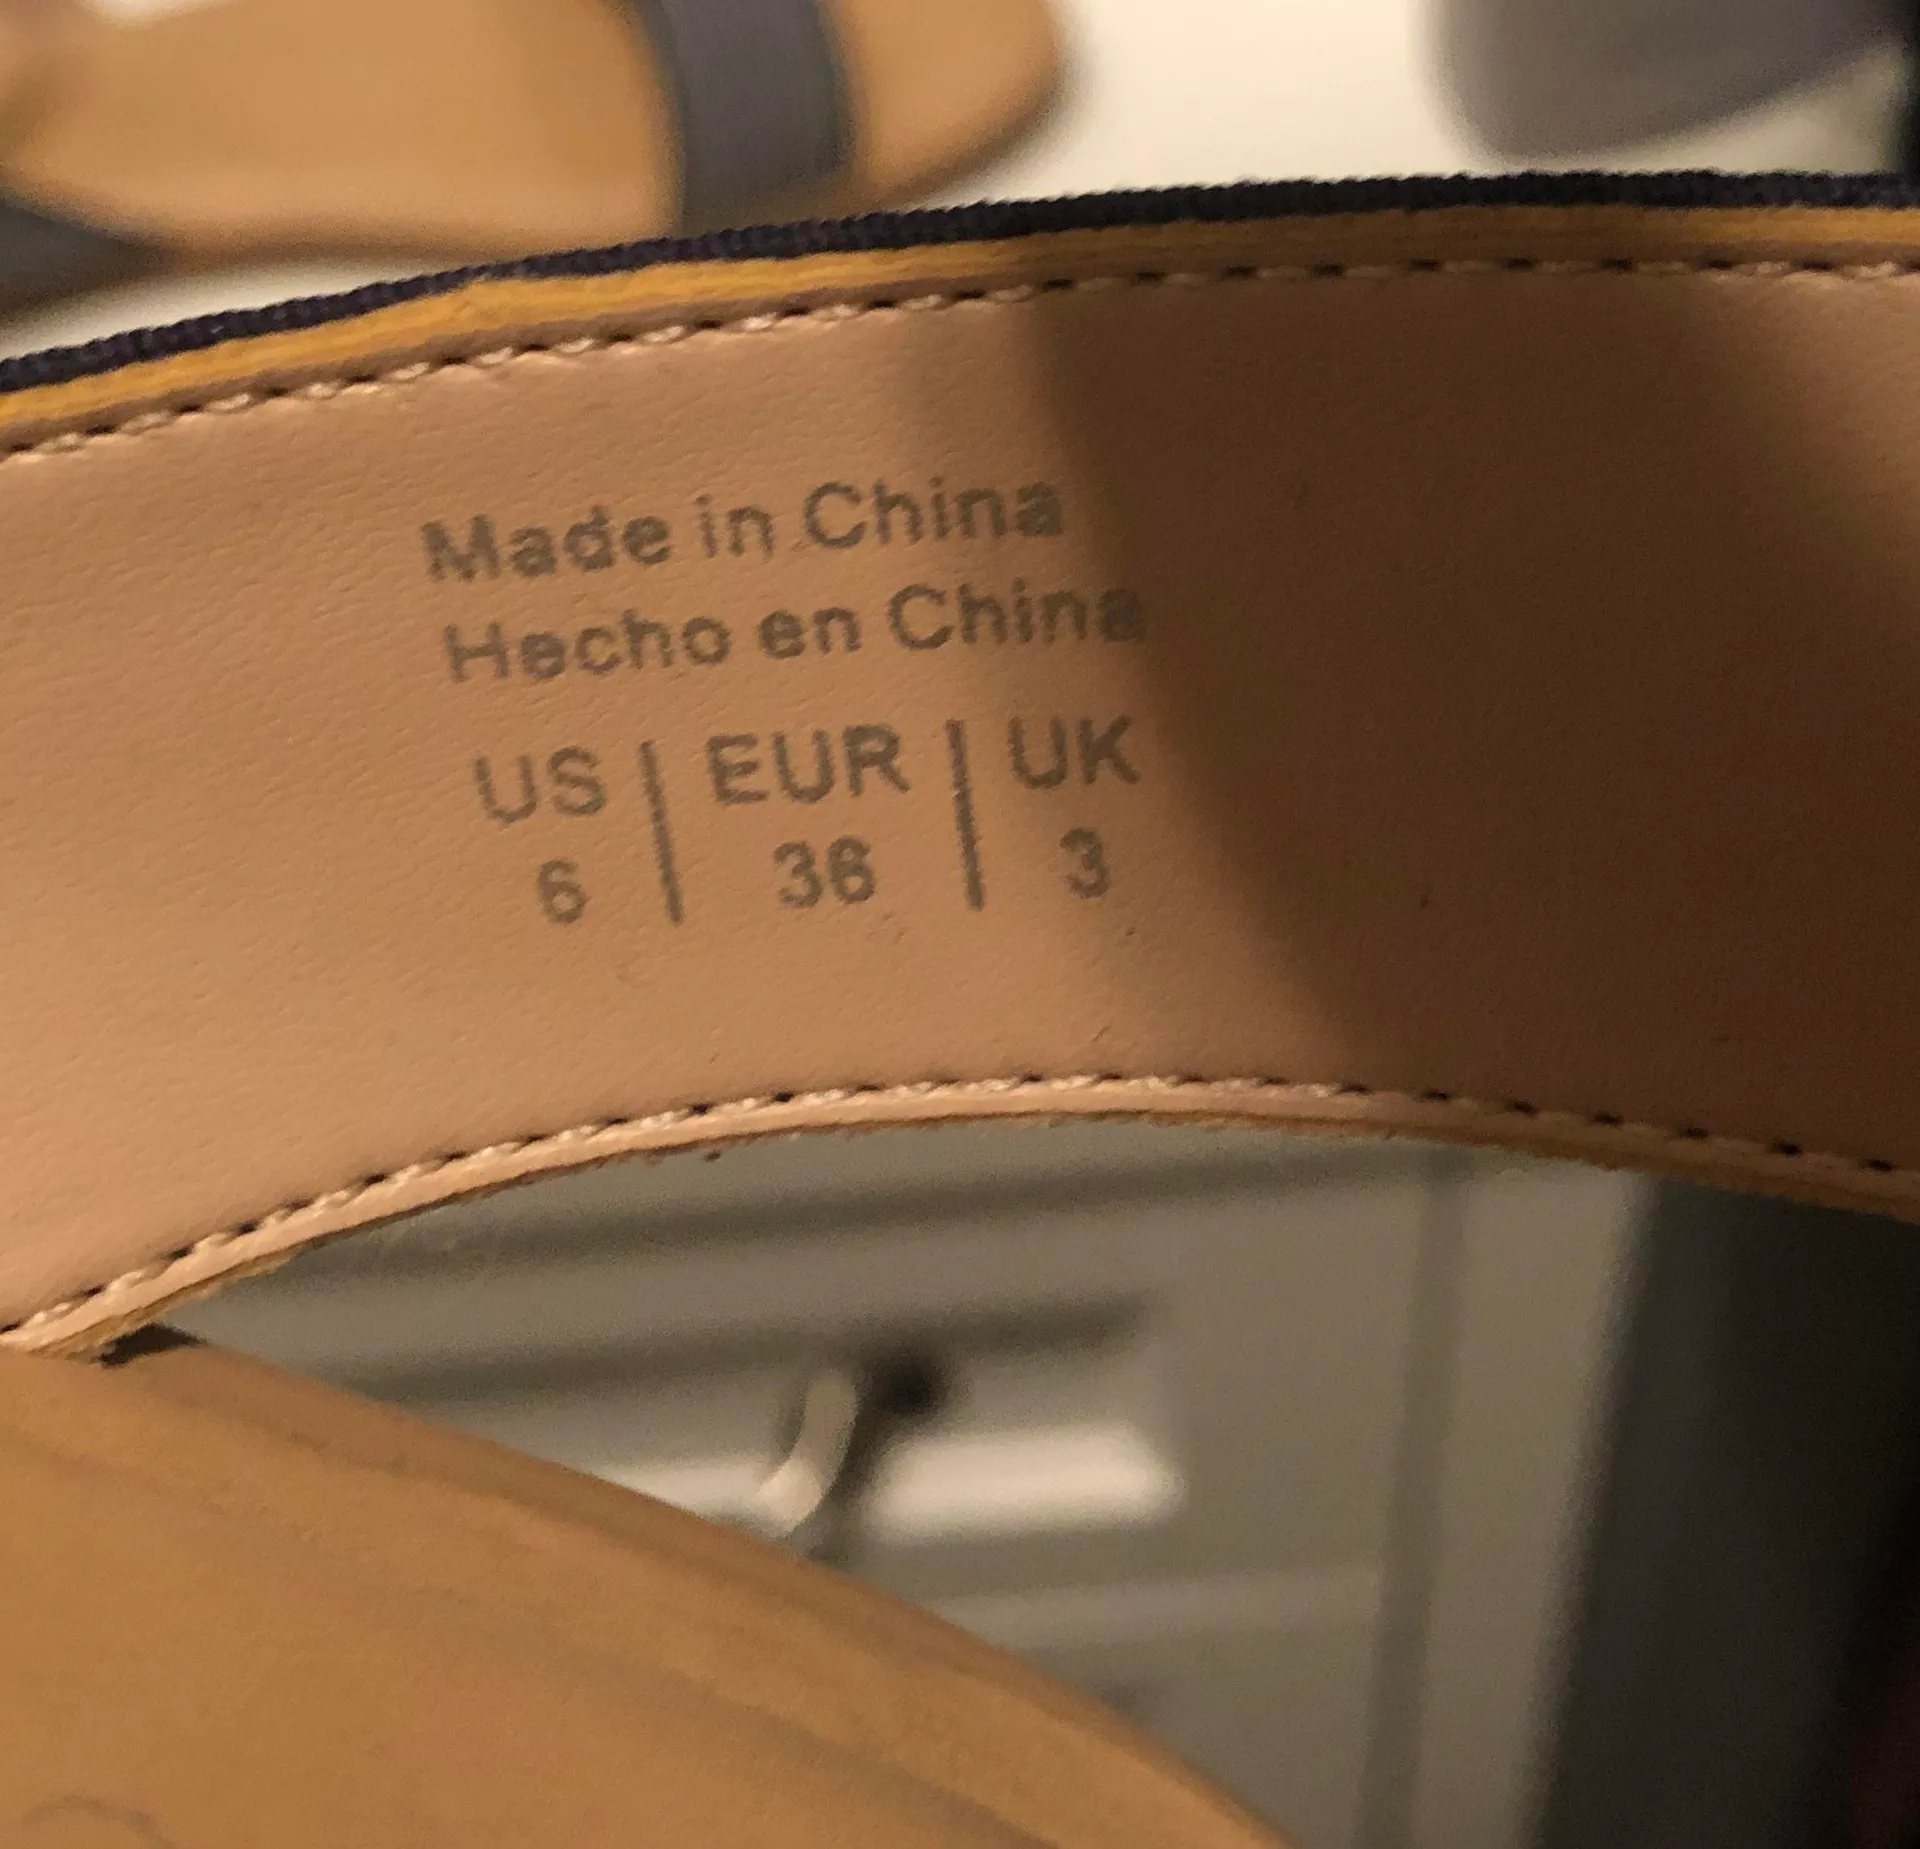 Made in China
Hecho en China
US | EUR | UK
6 | 36 | 3